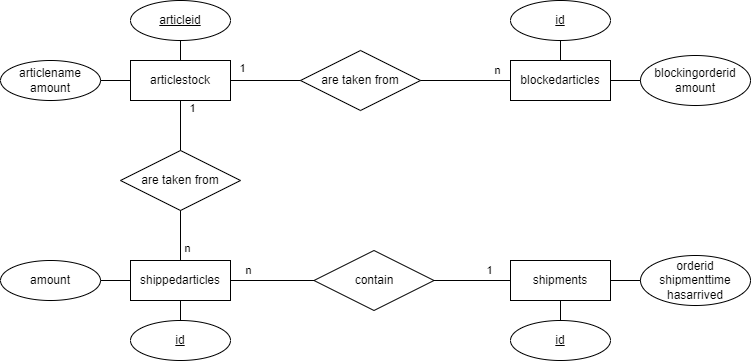 articleid
id
articlename
amount
articlestock
1
are taken from
n
blockedarticles
blockingorderid
amount
1
are taken from
n
amount
shippedarticles
n
contain
1
shipments
orderid
shipmenttime
hasarrived
id
id